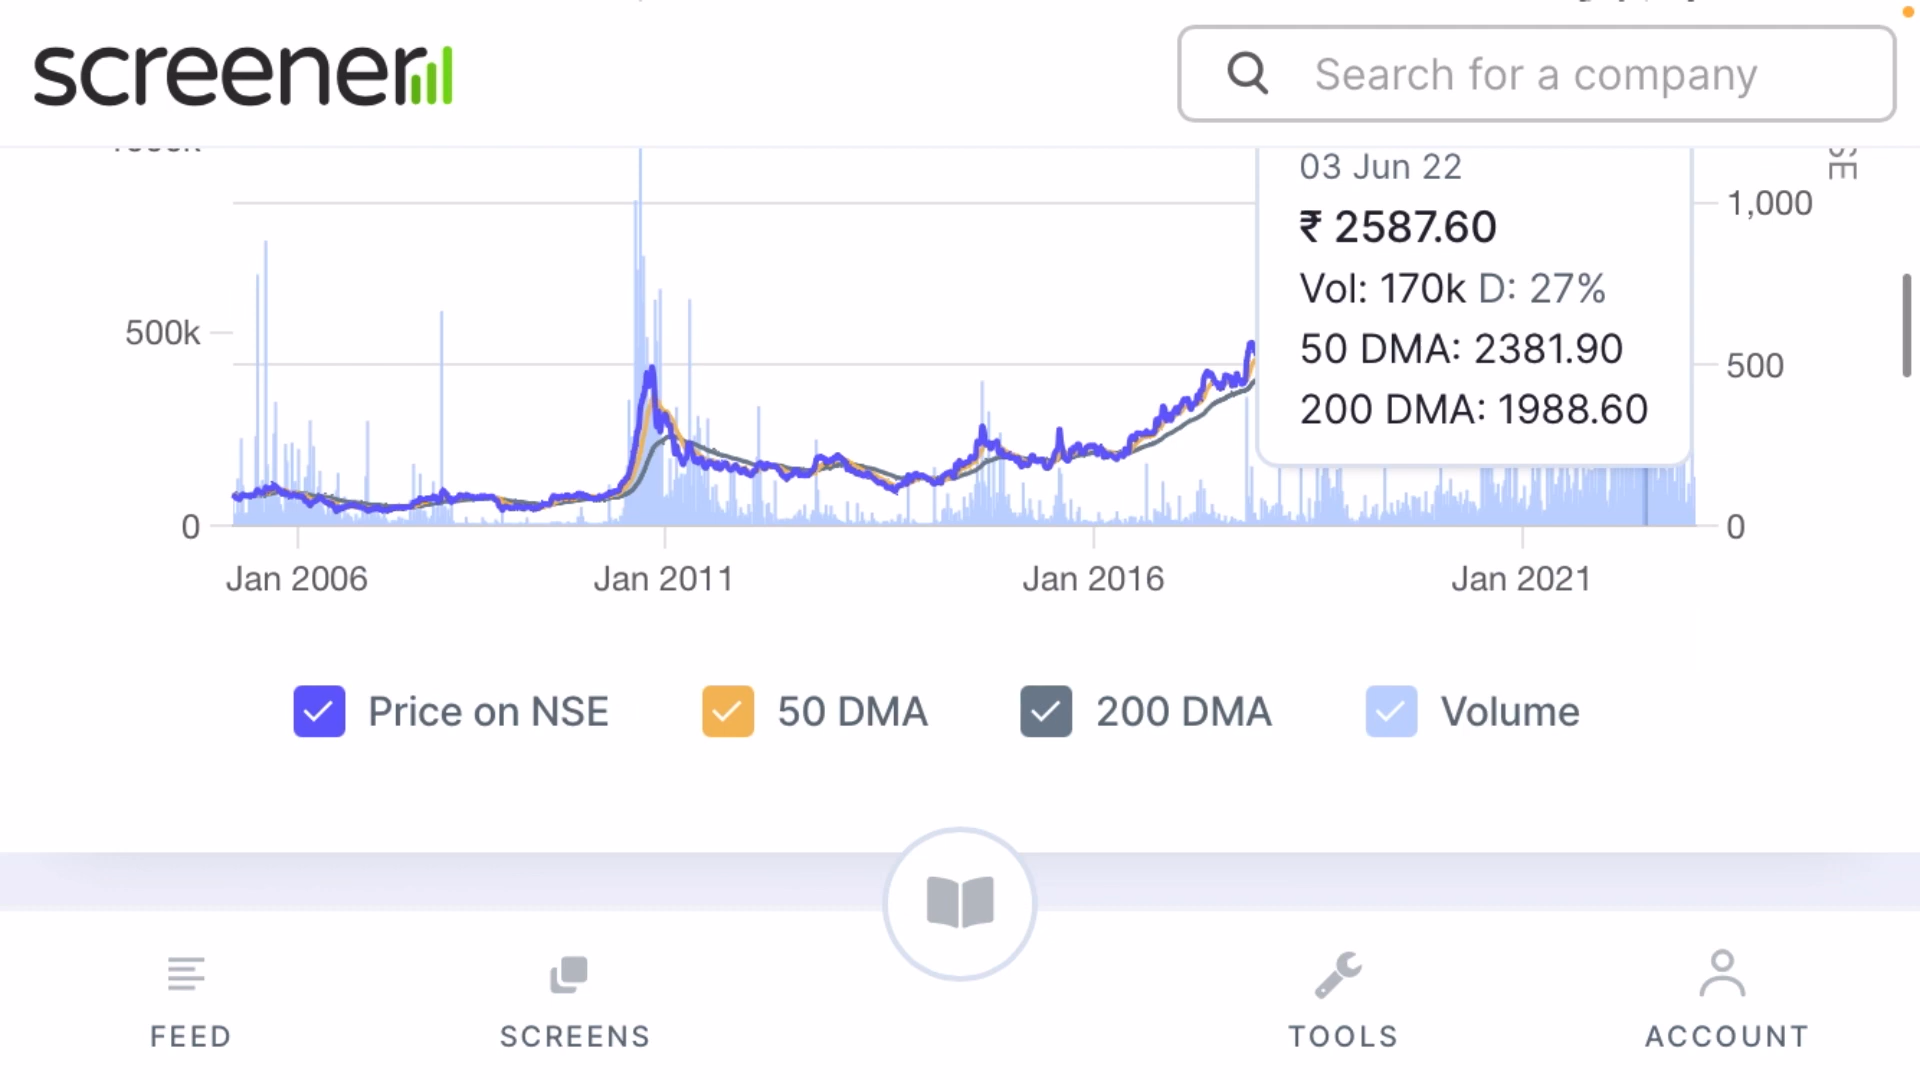 screener
Search for a company
03 Jun 22
₹ 2587.60
Vol: 170k D: 27%
50 DMA: 2381.90
200 DMA: 1988.60
1,000
500k
500
0
0
Jan 2006
Jan 2011
Jan 2016
Jan 2021
Price on NSE
50 DMA
200 DMA
Volume
FEED
SCREENS
TOOLS
ACCOUNT